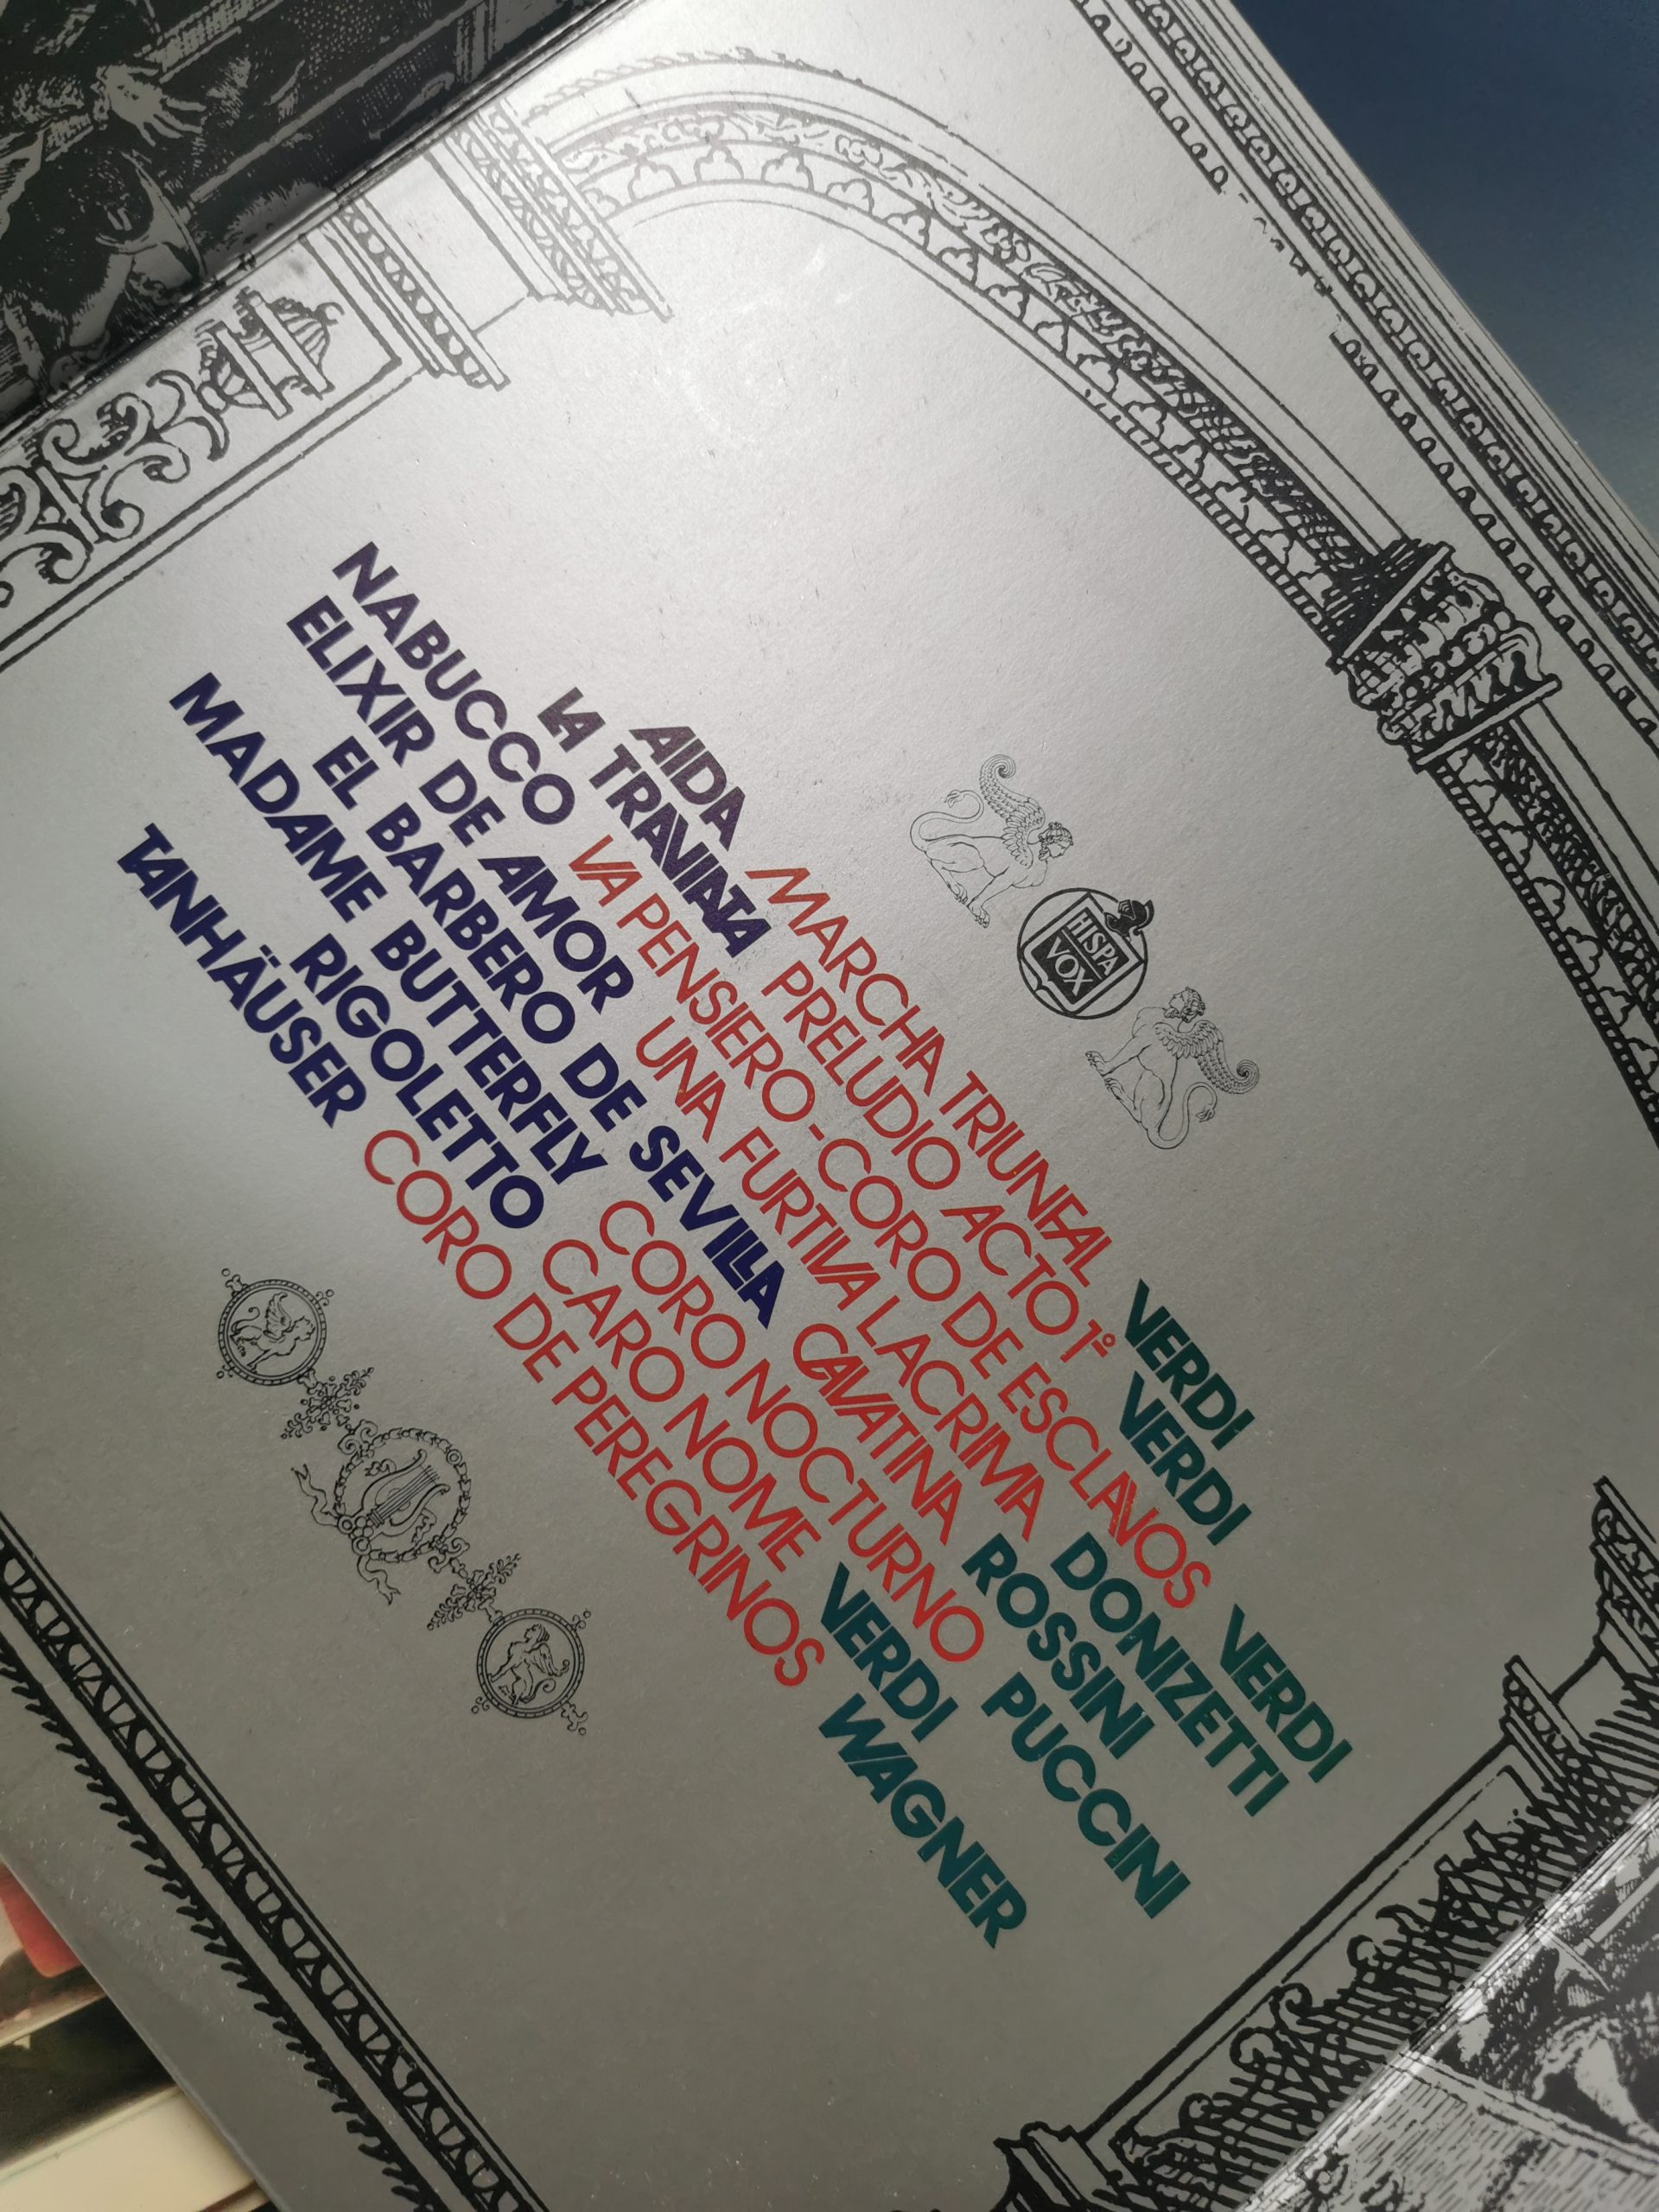 HISPA
VOX
AIDA MARCHA TRIUNFAL VERDI
LA TRAVIATA PRELUDIO ACTO 1º VERDI
NABUCCO VA PENSIERO-CORO DE ESCLAVOS VERDI
ELIXIR DE AMOR UNA FURTIVA LACRIMA DONIZETTI
EL BARBERO DE SEVILLA CAVATINA ROSSINI
MADAME BUTTERFLY CORO NOCTURNO PUCCINI
RIGOLETTO CARO NOME VERDI
TANHÄUSER CORO DE PEREGRINOS WAGNER